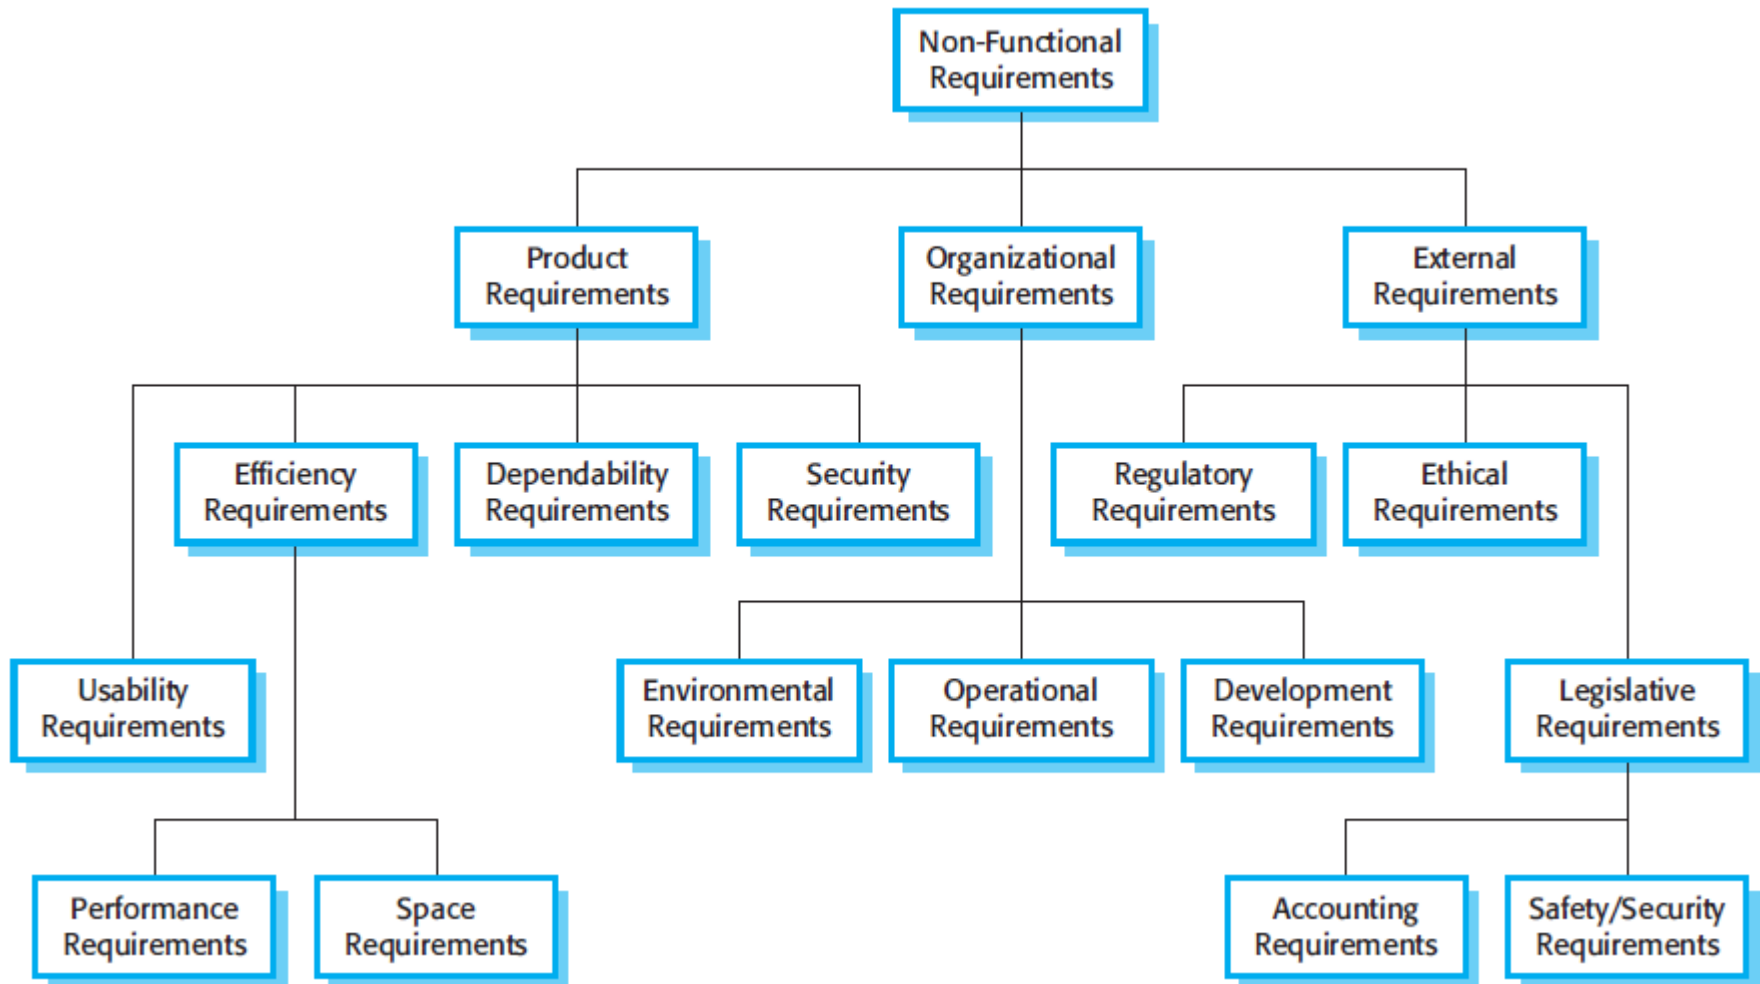 Non-Functional
Requirements
Product
Requirements
Organizational
Requirements
External
Requirements
Efficiency
Requirements
Dependability
Requirements
Security
Requirements
Regulatory
Requirements
Ethical
Requirements
Usability
Requirements
Environmental
Requirements
Operational
Requirements
Development
Requirements
Legislative
Requirements
Performance
Requirements
Space
Requirements
Accounting
Requirements
Safety/Security
Requirements